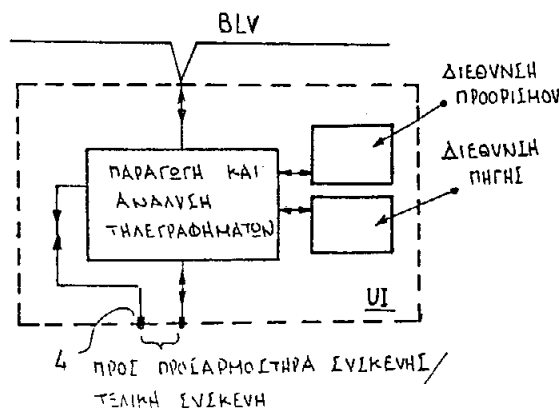 BLV
ΔΙΕΘΥΝΣΗ
ΠΡΟΟΡΙΣΜΟΥ
ΠΑΡΑΓΩΓΗ ΚΑΙ
ΑΝΑΛΥΣΗ
ΤΗΛΕΓΡΑΦΗΜΑΤΩΝ
ΔΙΕΘΥΝΣΗ
ΠΗΓΗΣ
UI
4 ΠΡΟΣ ΠΡΟΣΑΡΜΟΣΤΗΡΑ ΣΥΣΚΕΥΗΣ/
ΤΕΛΙΚΗ ΣΥΣΚΕΥΗ